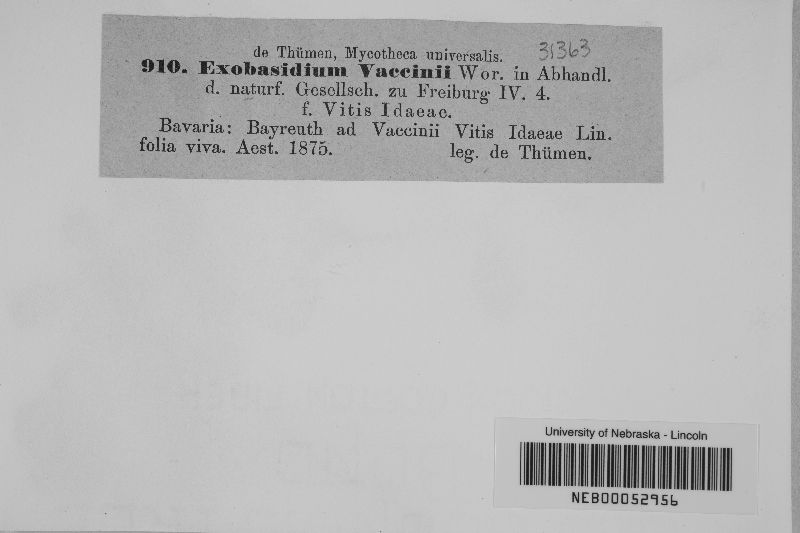 de Thümen, Mycotheca universalis. 31363
910. Exobasidium Vaccinii Wor. in Abhandl.
d. naturf. Gesellsch. zu Freiburg IV. 4.
f. Vitis Idaeae.
Bavaria: Bayreuth ad Vaccinii Vitis Idaeae Lin.
folia viva. Aest. 1875. leg. de Thümen.
University of Nebraska - Lincoln
NEB00052956